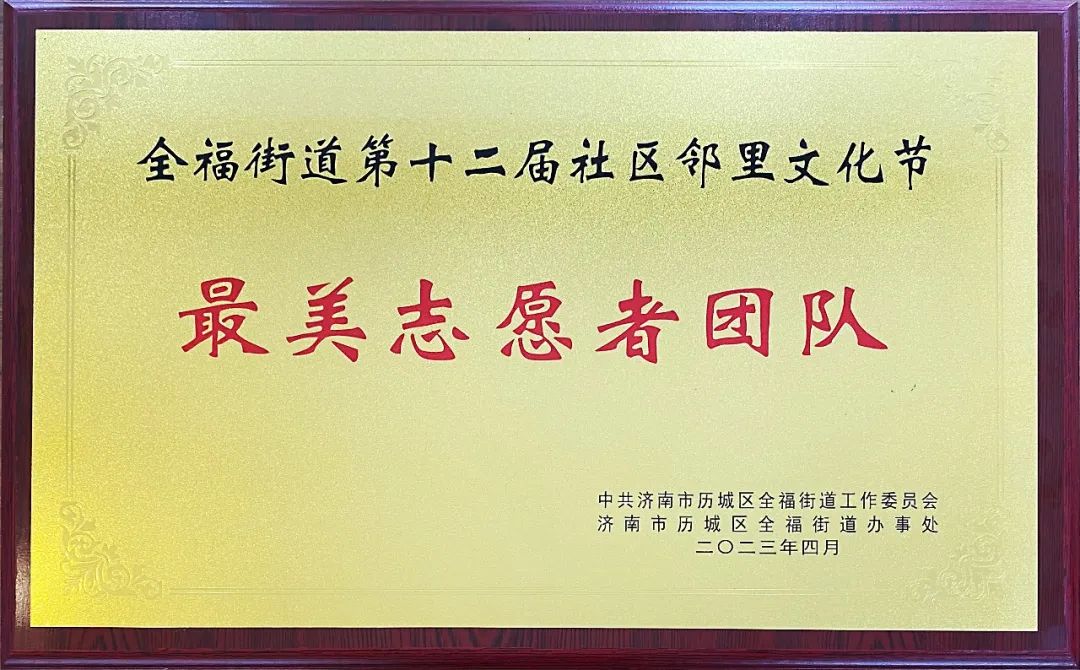 全福街道第十二届社区邻里文化节
最美志愿者团队
中共济南市历城区全福街道工作委员会
济南市历城区全福街道办事处
二〇二三年四月